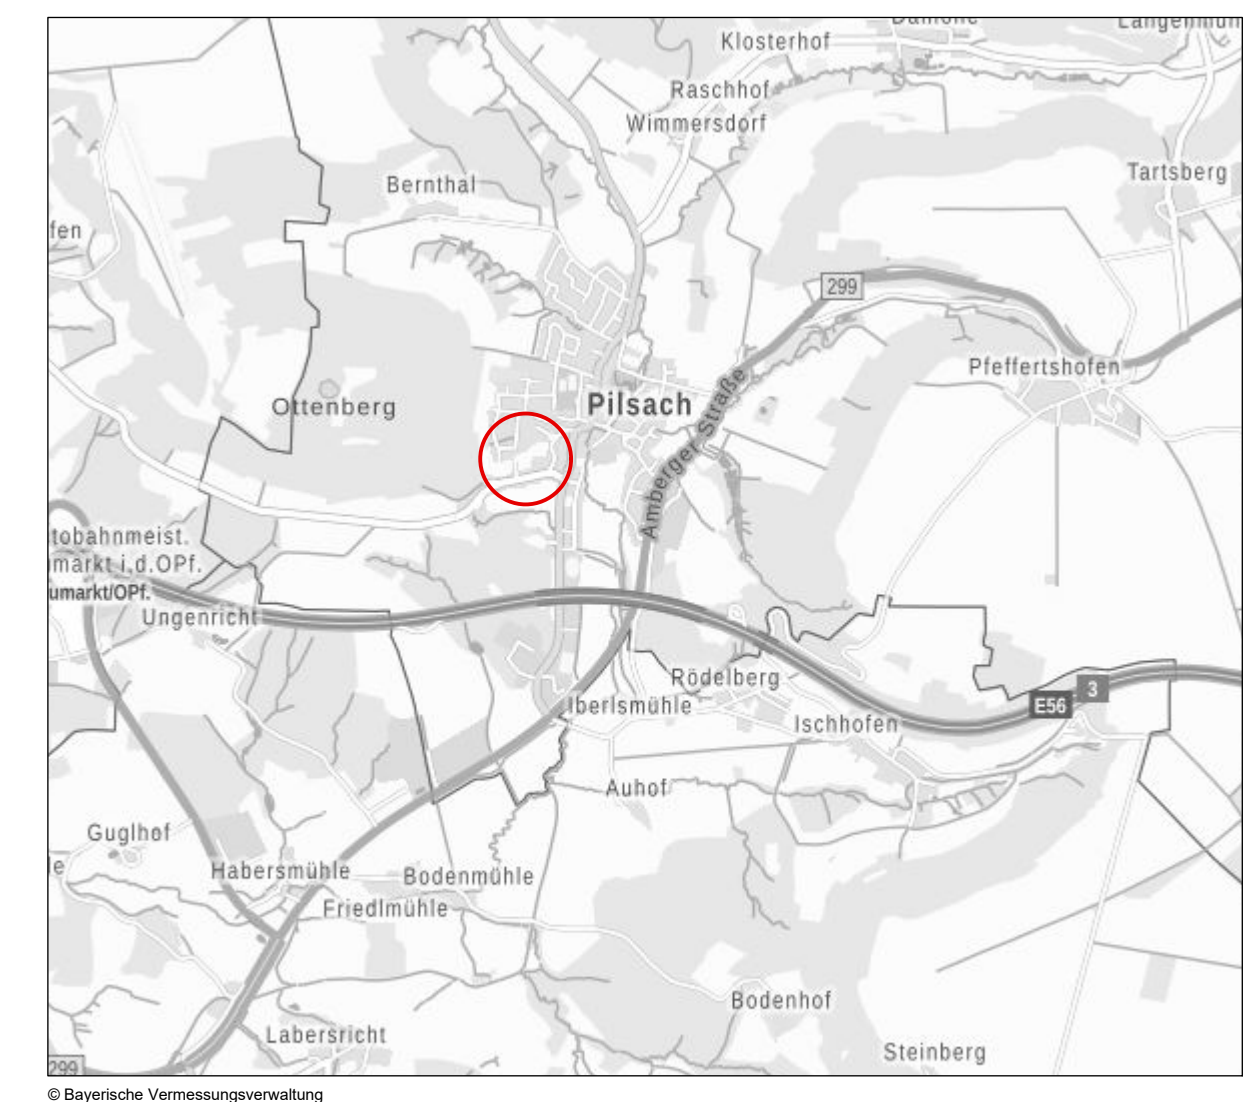 Klosterhof
Raschhof
Wimmersdorf
Bernthal
Tartsberg
fen
299
Pfeffertshofen
Ottenberg
Pilsach
Amberger Straße
tobahnmeist.
markt i.d.OPf.
umarkt/OPf.
Ungenricht
Rödelberg
3
E56
Iberlsmühle
Ischhofen
Auhof
Guglhof
Habersmühle
Bodenmühle
Friedlmühle
Bodenhof
Labersricht
Steinberg
299
© Bayerische Vermessungsverwaltung